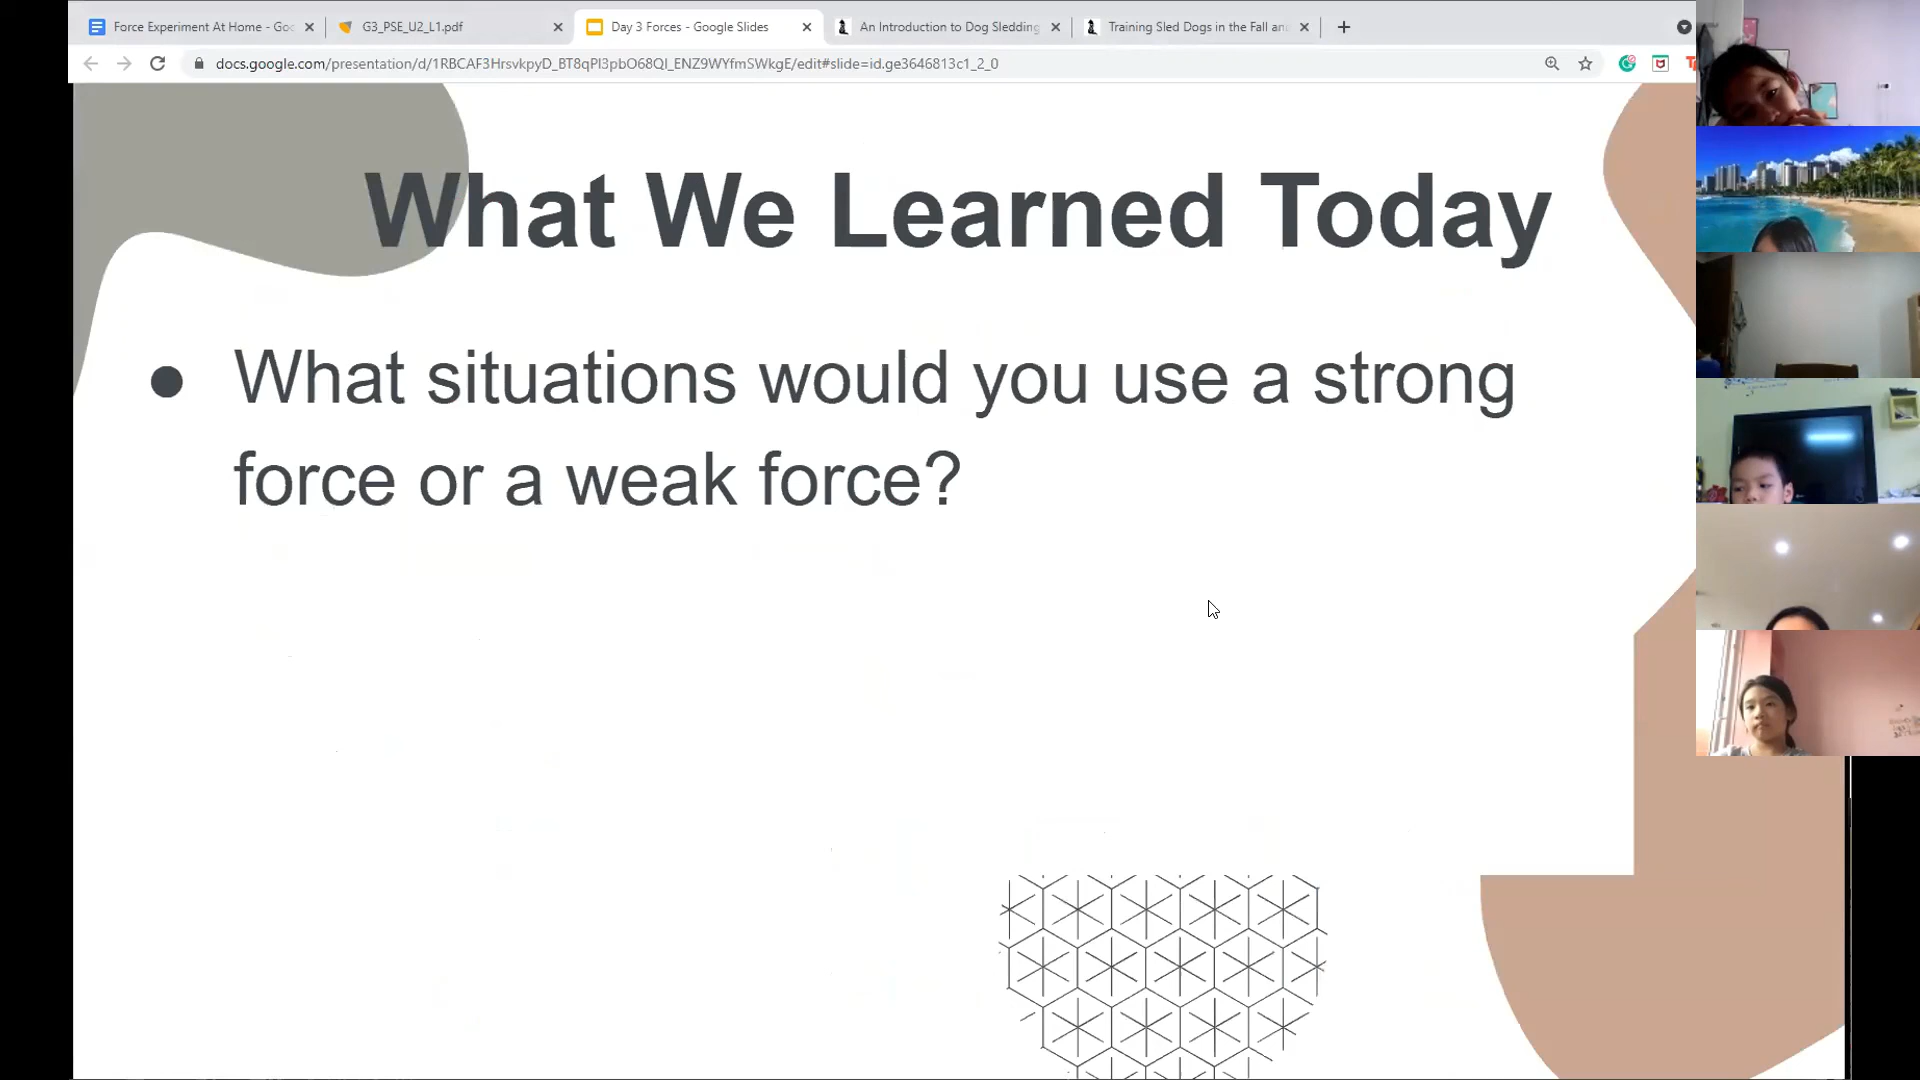 Force Experiment At Home - Goo
G3_PSE_U2_L1.pdf
Day 3 Forces - Google Slides
An Introduction to Dog Sledding
Training Sled Dogs in the Fall an
docs.google.com/presentation/d/1RBCAF3HrsvkpyD_BT8qPl3pbO68Ql_ENZ9WYfmSWkgE/edit#slide=id.ge3646813c1_2_0
What We Learned Today
● What situations would you use a strong
force or a weak force?